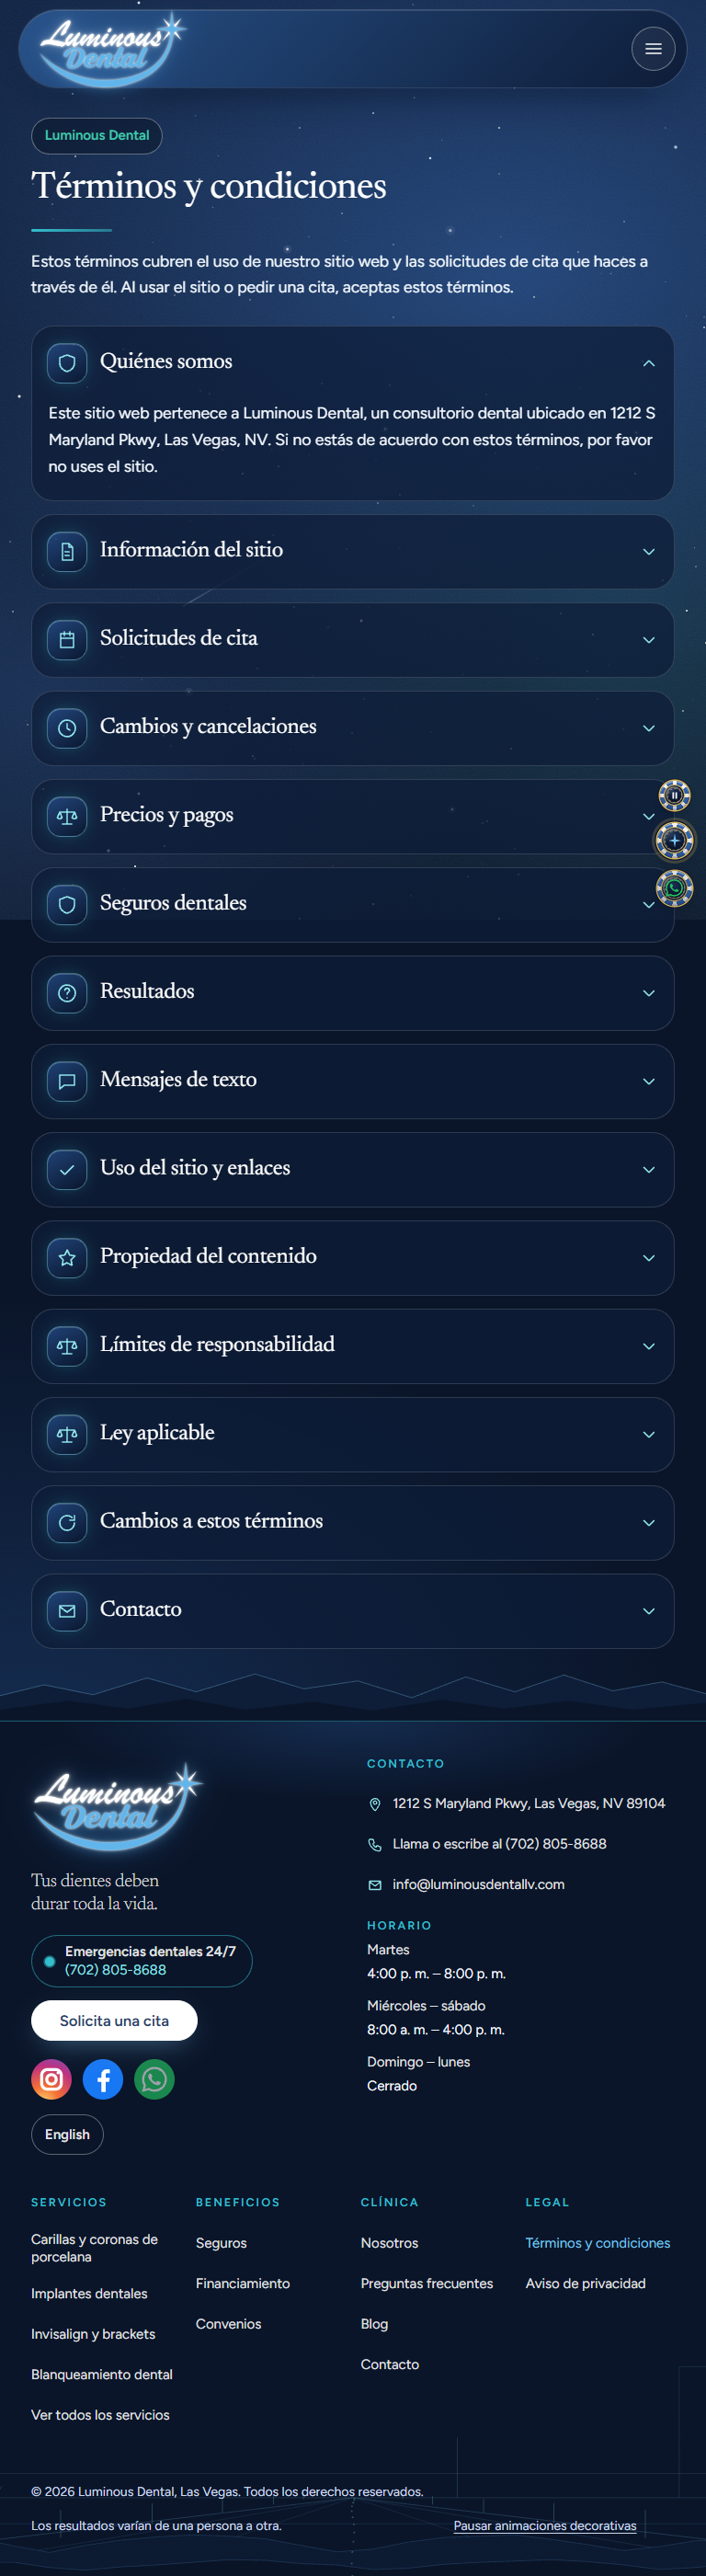 Luminous
Dental
Luminous Dental
Términos y condiciones
Estos términos cubren el uso de nuestro sitio web y las solicitudes de cita que haces a
través de él. Al usar el sitio o pedir una cita, aceptas estos términos.
Quiénes somos
Este sitio web pertenece a Luminous Dental, un consultorio dental ubicado en 1212 S
Maryland Pkwy, Las Vegas, NV. Si no estás de acuerdo con estos términos, por favor
no uses el sitio.
Información del sitio
Solicitudes de cita
Cambios y cancelaciones
Precios y pagos
Seguros dentales
Resultados
Mensajes de texto
Uso del sitio y enlaces
Propiedad del contenido
Límites de responsabilidad
Ley aplicable
Cambios a estos términos
Contacto
Luminous
Dental
Tus dientes deben
durar toda la vida.
Emergencias dentales 24/7
(702) 805-8688
Solicita una cita
English
CONTACTO
1212 S Maryland Pkwy, Las Vegas, NV 89104
Llama o escribe al (702) 805-8688
info@luminousdentallv.com
HORARIO
Martes
4:00 p. m. – 8:00 p. m.
Miércoles – sábado
8:00 a. m. – 4:00 p. m.
Domingo – lunes
Cerrado
SERVICIOS
Carillas y coronas de
porcelana
Implantes dentales
Invisalign y brackets
Blanqueamiento dental
Ver todos los servicios
BENEFICIOS
Seguros
Financiamiento
Convenios
CLÍNICA
Nosotros
Preguntas frecuentes
Blog
Contacto
LEGAL
Términos y condiciones
Aviso de privacidad
© 2026 Luminous Dental, Las Vegas. Todos los derechos reservados.
Los resultados varían de una persona a otra.
Pausar animaciones decorativas